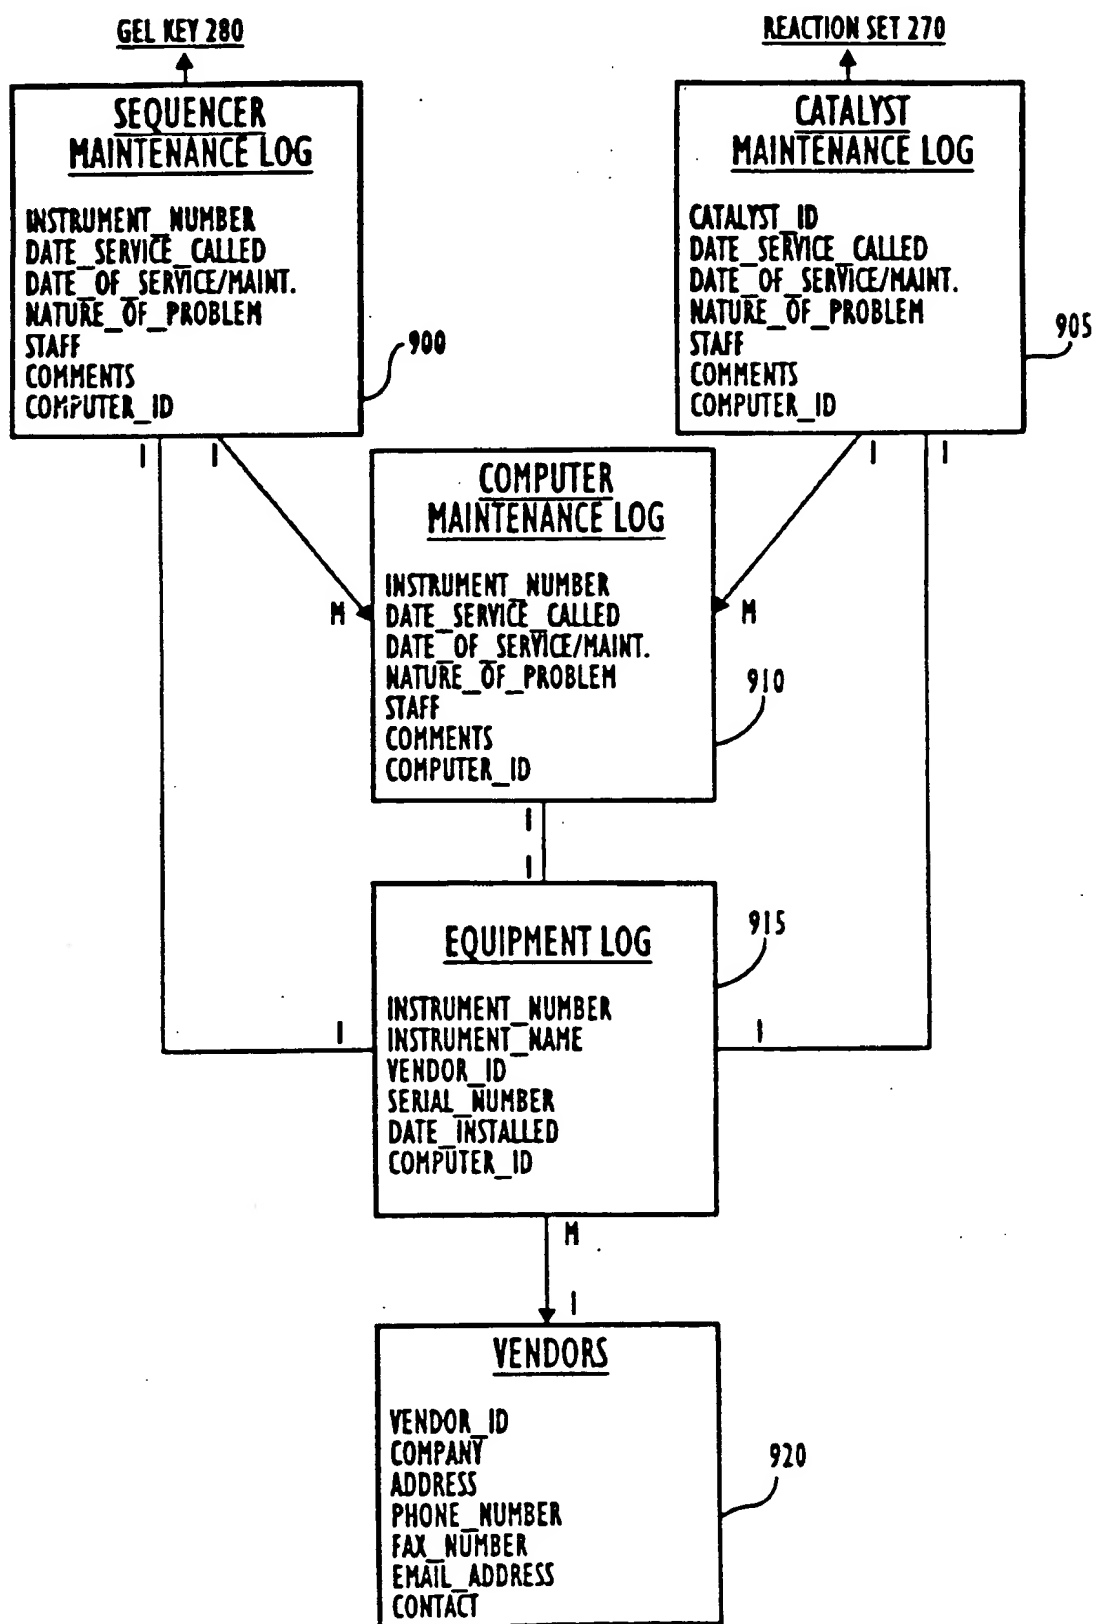 GEL KEY 280
SEQUENCER
MAINTENANCE LOG
INSTRUMENT_NUMBER
DATE_SERVICE_CALLED
DATE_OF_SERVICE/MAINT.
NATURE_OF_PROBLEM
STAFF
COMMENTS
COMPUTER_ID
900
1
1
REACTION SET 270
CATALYST
MAINTENANCE LOG
CATALYST_ID
DATE_SERVICE_CALLED
DATE_OF_SERVICE/MAINT.
NATURE_OF_PROBLEM
STAFF
COMMENTS
COMPUTER_ID
905
1
1
COMPUTER
MAINTENANCE LOG
INSTRUMENT_NUMBER
DATE_SERVICE_CALLED
DATE_OF_SERVICE/MAINT.
NATURE_OF_PROBLEM
STAFF
COMMENTS
COMPUTER_ID
M
M
910
1
1
EQUIPMENT LOG
INSTRUMENT_NUMBER
INSTRUMENT_NAME
VENDOR_ID
SERIAL_NUMBER
DATE_INSTALLED
COMPUTER_ID
915
1
1
M
1
VENDORS
VENDOR_ID
COMPANY
ADDRESS
PHONE_NUMBER
FAX_NUMBER
EMAIL_ADDRESS
CONTACT
920